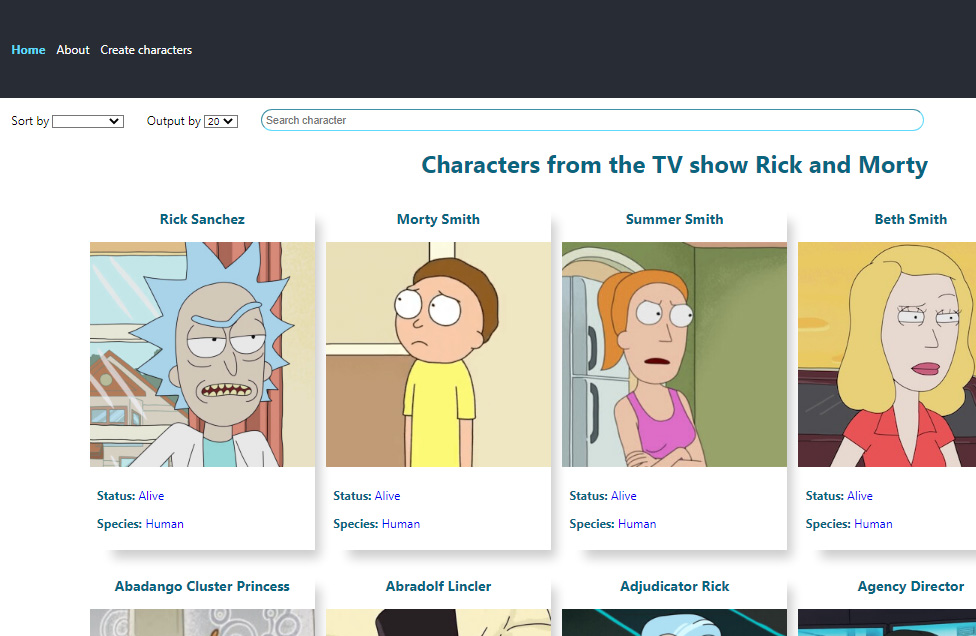 Home About Create characters
Sort by Output by 20 Search character
Characters from the TV show Rick and Morty
Rick Sanchez Morty Smith Summer Smith Beth Smith
Status: Alive Status: Alive Status: Alive Status: Alive
Species: Human Species: Human Species: Human Species: Human
Abadango Cluster Princess Abradolf Lincler Adjudicator Rick Agency Director